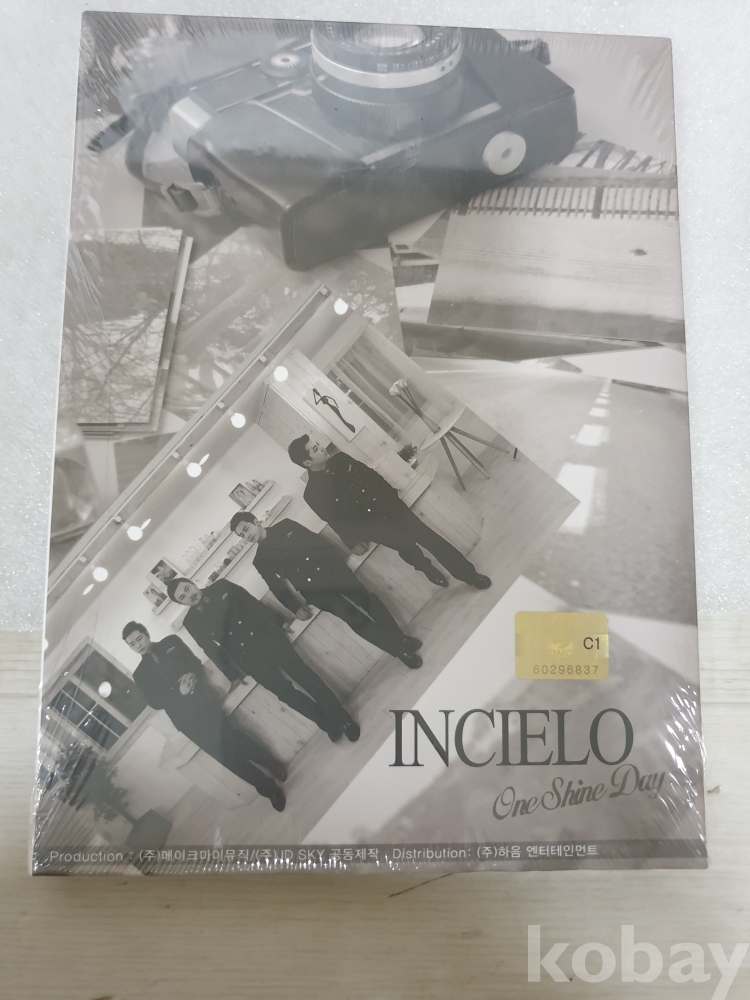 C1
60296837
INCIELO
One Shine Day
Production : (주)메이크마이뮤직/(주)JD SKY 공동제작 Distribution: (주)하음 엔터테인먼트
kobay